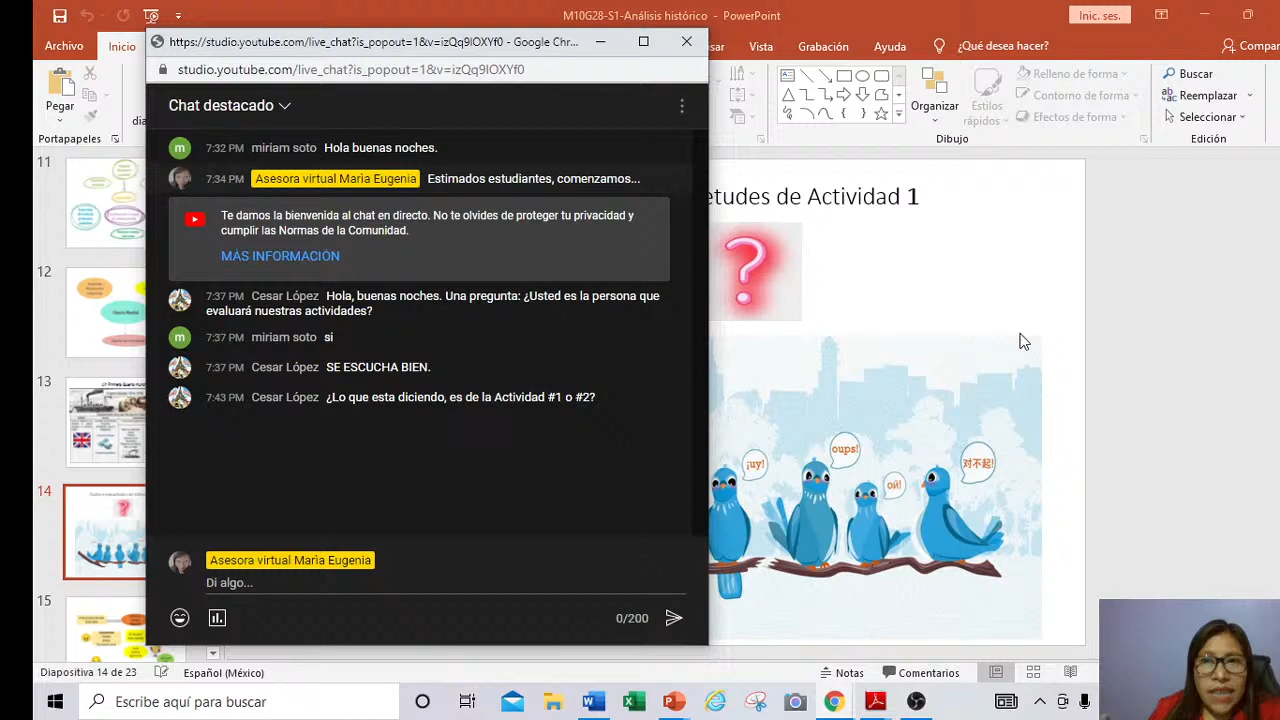 M10G28-S1-Análisis histórico - PowerPoint
Inic. ses.
Archivo
Inicio
Vista
Grabación
Ayuda
¿Qué desea hacer?
https://studio.youtube.com/live_chat?is_popout=1&v=izQq9IOXYf0 - Google Chr...
studio.youtube.com/live_chat?is_popout=1&v=izQq9IOXYf0
Pegar
Portapapeles
Organizar
Estilos
rápidos
Relleno de forma
Contorno de forma
Efectos de forma
Dibujo
Buscar
Reemplazar
Seleccionar
Edición
Chat destacado
m
7:32 PM miriam soto Hola buenas noches.
7:34 PM Asesora virtual Marìa Eugenia Estimados estudiantes, comenzamos...
Te damos la bienvenida al chat en directo. No te olvides de proteger tu privacidad y
cumplir las Normas de la Comunidad.
MÁS INFORMACIÓN
7:37 PM Cesar López Hola, buenas noches. Una pregunta: ¿Usted es la persona que
evaluará nuestras actividades?
m
7:37 PM miriam soto si
7:37 PM Cesar López SE ESCUCHA BIEN.
7:43 PM Cesar López ¿Lo que esta diciendo, es de la Actividad #1 o #2?
Asesora virtual Marìa Eugenia
Di algo...
0/200
etudes de Actividad 1
?
¡uy!
oups!
ой!
对不起!
11
12
13
14
15
Diapositiva 14 de 23
Español (México)
Notas
Comentarios
Escribe aquí para buscar